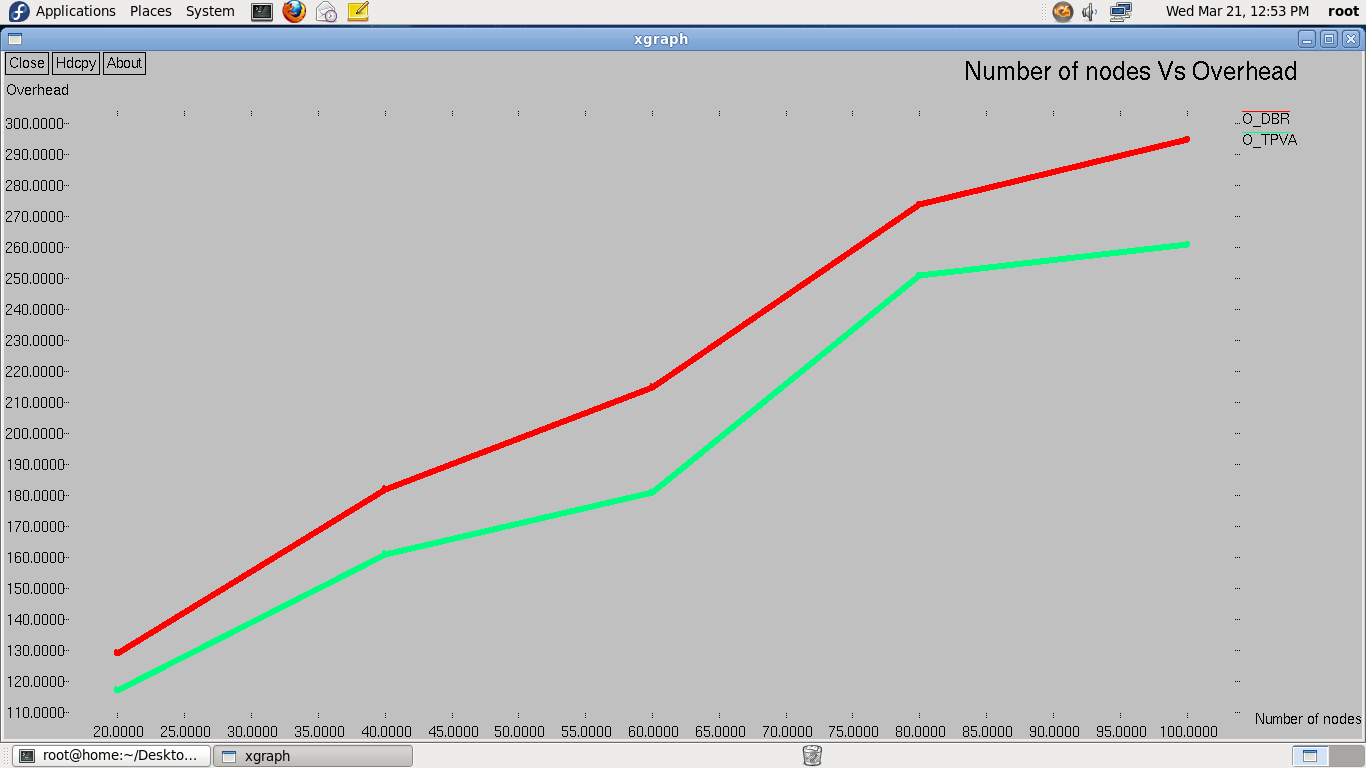 Applications Places System Wed Mar 21, 12:53 PM root
xgraph
Close Hdcpy About
Number of nodes Vs Overhead
Overhead
O_DBR
O_TPVA
300.0000
290.0000
280.0000
270.0000
260.0000
250.0000
240.0000
230.0000
220.0000
210.0000
200.0000
190.0000
180.0000
170.0000
160.0000
150.0000
140.0000
130.0000
120.0000
110.0000
Number of nodes
20.0000 25.0000 30.0000 35.0000 40.0000 45.0000 50.0000 55.0000 60.0000 65.0000 70.0000 75.0000 80.0000 85.0000 90.0000 95.0000 100.0000
root@home:~/Deskto... xgraph